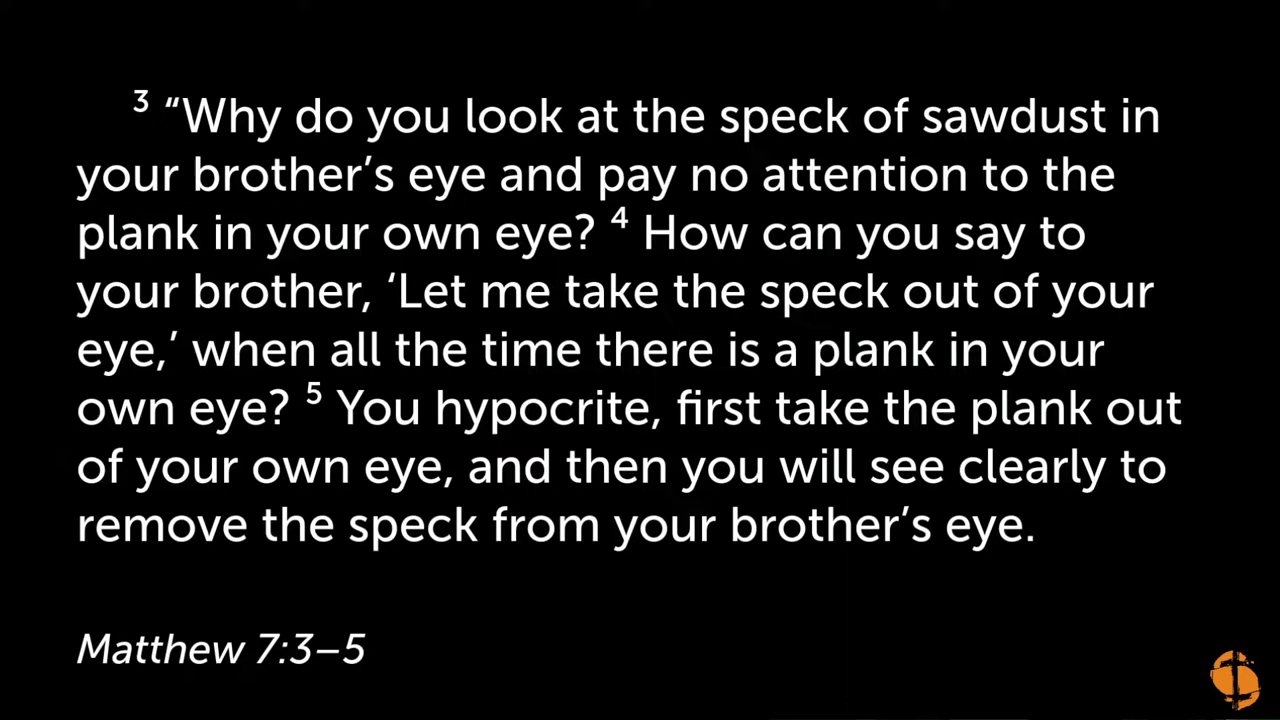 3 “Why do you look at the speck of sawdust in
your brother’s eye and pay no attention to the
plank in your own eye? 4 How can you say to
your brother, ‘Let me take the speck out of your
eye,’ when all the time there is a plank in your
own eye? 5 You hypocrite, first take the plank out
of your own eye, and then you will see clearly to
remove the speck from your brother’s eye.
Matthew 7:3–5